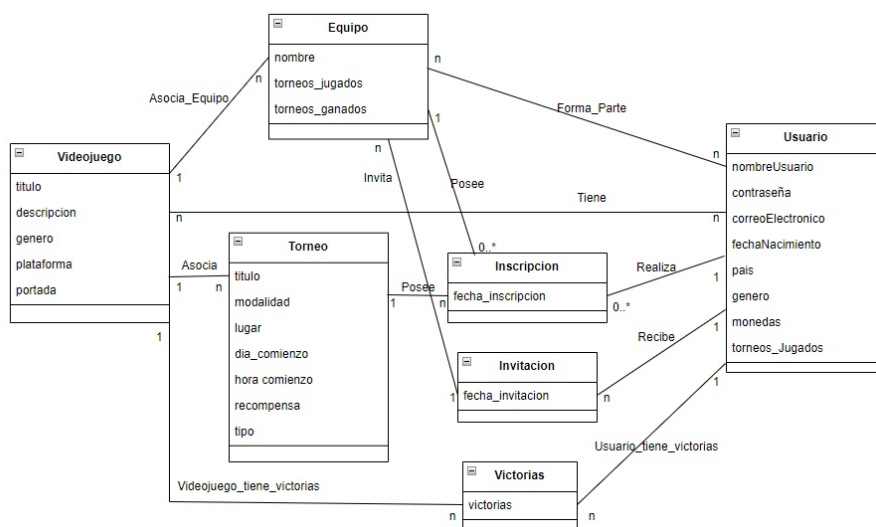 Equipo
nombre
torneos_jugados
torneos_ganados
n
n
1
n
Asocia_Equipo
1
Forma_Parte
n
Videojuego
titulo
descripcion
genero
plataforma
portada
Usuario
nombreUsuario
contraseña
correoElectronico
fechaNacimiento
pais
genero
monedas
torneos_Jugados
Invita
Posee
n
Tiene
n
Torneo
titulo
modalidad
lugar
dia_comienzo
hora comienzo
recompensa
tipo
Asocia
1
n
Posee
1
n
0..*
Inscripcion
fecha_inscripcion
Realiza
0..*
1
Invitacion
fecha_invitacion
1
n
Recibe
1
1
Usuario_tiene_victorias
1
Videojuego_tiene_victorias
Victorias
victorias
n
n